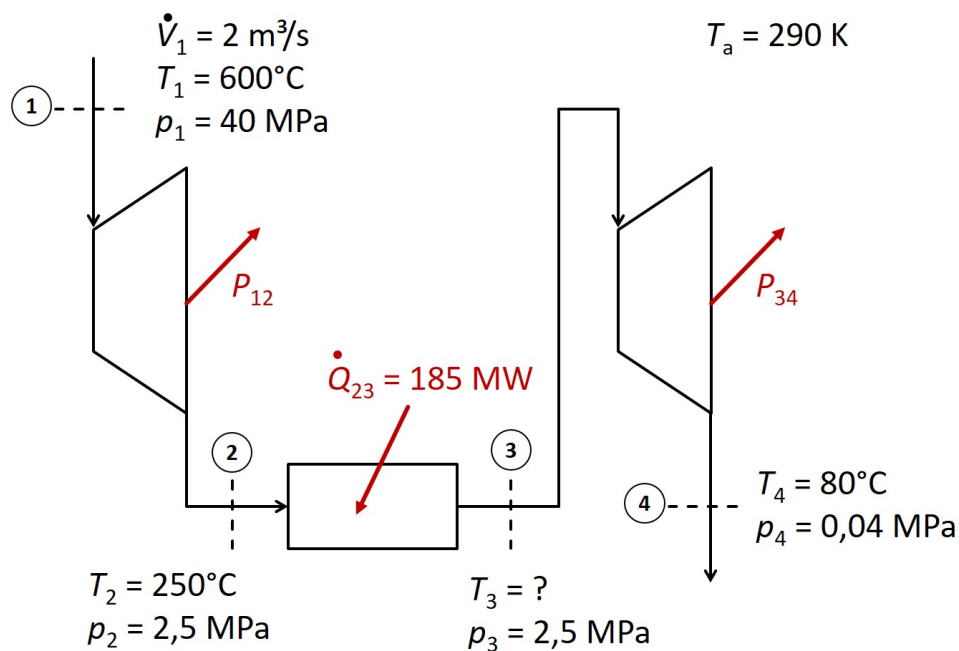 V̇₁ = 2 m³/s
T₁ = 600°C
p₁ = 40 MPa
Tₐ = 290 K
1
P₁₂
P₃₄
Q̇₂₃ = 185 MW
2
3
4
T₂ = 250°C
p₂ = 2,5 MPa
T₃ = ?
p₃ = 2,5 MPa
T₄ = 80°C
p₄ = 0,04 MPa